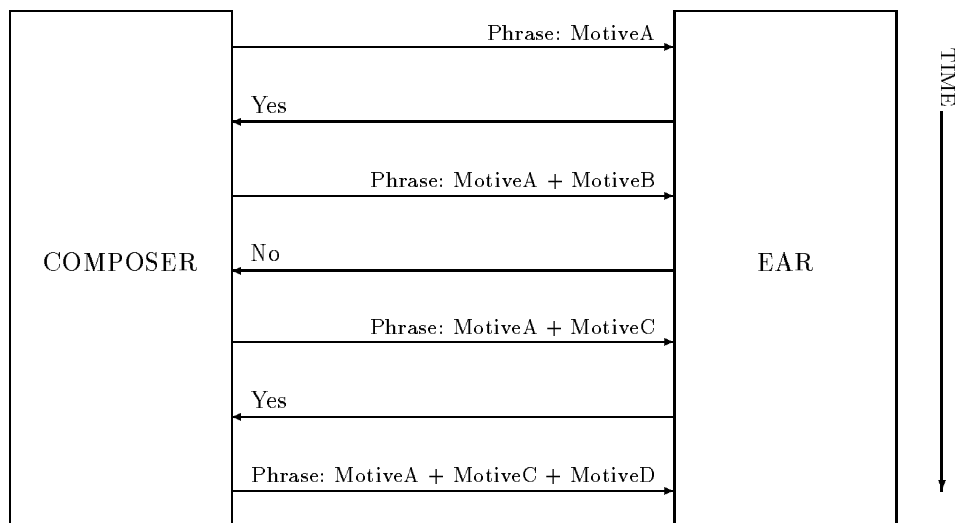 Phrase: MotiveA
TIME
Yes
Phrase: MotiveA + MotiveB
No
COMPOSER
EAR
Phrase: MotiveA + MotiveC
Yes
Phrase: MotiveA + MotiveC + MotiveD